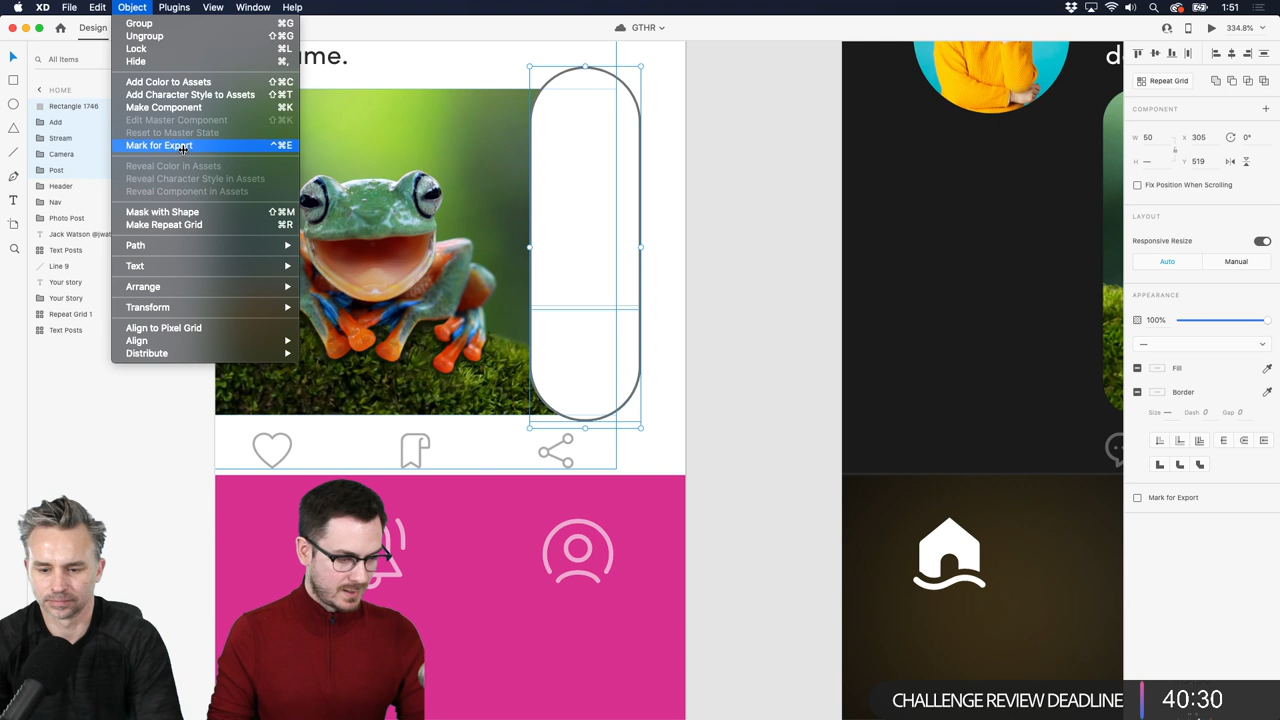 XD File Edit Object Plugins View Window Help
1:51
Design
GTHR
334.8%
All Items
HOME
Rectangle 1746
Add
Stream
Camera
Post
Header
Nav
Photo Post
Jack Watson @jwat
Text Posts
Line 9
Your story
Your Story
Repeat Grid 1
Text Posts
Group ⌘G
Ungroup ⇧⌘G
Lock ⌘L
Hide ⌘,
Add Color to Assets ⇧⌘C
Add Character Style to Assets ⇧⌘T
Make Component ⌘K
Edit Master Component ⇧⌘K
Reset to Master State
Mark for Export ^⌘E
Reveal Color in Assets
Reveal Character Style in Assets
Reveal Component in Assets
Mask with Shape ⇧⌘M
Make Repeat Grid ⌘R
Path
Text
Arrange
Transform
Align to Pixel Grid
Align
Distribute
ume.
d
Repeat Grid
COMPONENT
W 50 X 305 0°
H — Y 519
Fix Position When Scrolling
LAYOUT
Responsive Resize
Auto Manual
APPEARANCE
100%
—
Fill
Border
Size — Dash 0 Gap 0
Mark for Export
CHALLENGE REVIEW DEADLINE
40:30